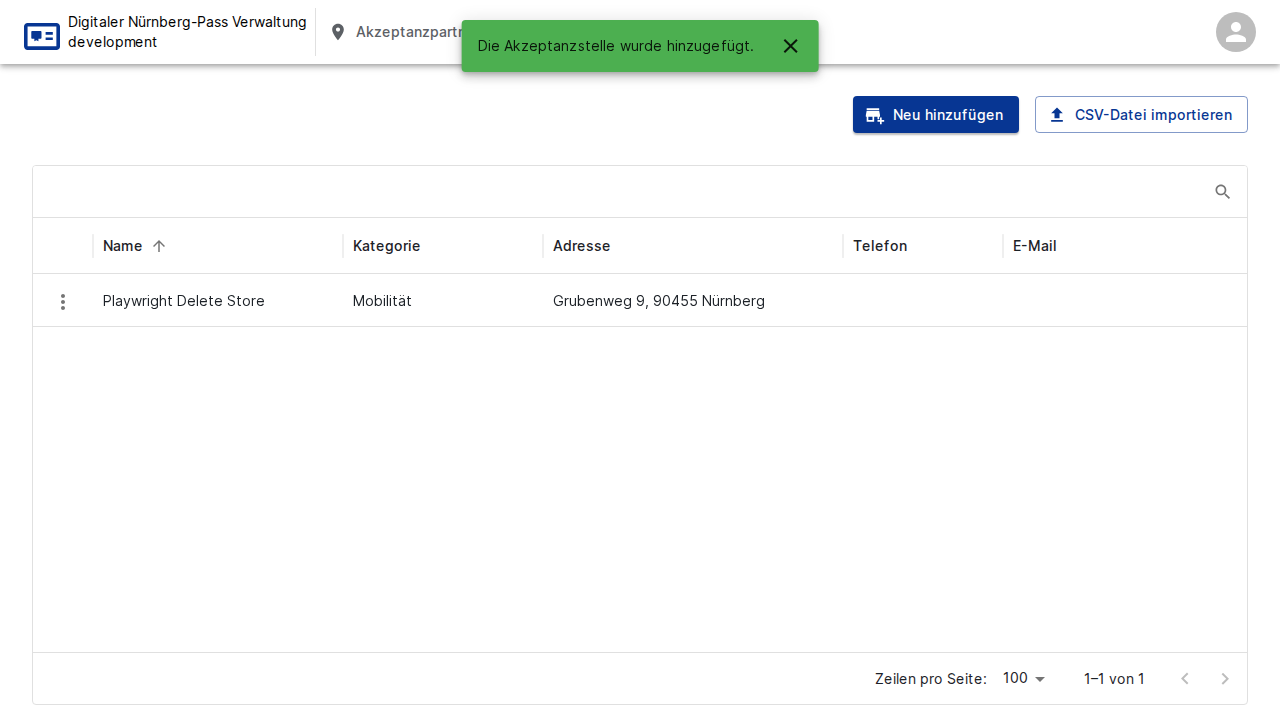 Digitaler Nürnberg-Pass Verwaltung
development
Akzeptanzpartn
Die Akzeptanzstelle wurde hinzugefügt.
Neu hinzufügen
CSV-Datei importieren
Name
Kategorie
Adresse
Telefon
E-Mail
Playwright Delete Store
Mobilität
Grubenweg 9, 90455 Nürnberg
Zeilen pro Seite:
100
1–1 von 1